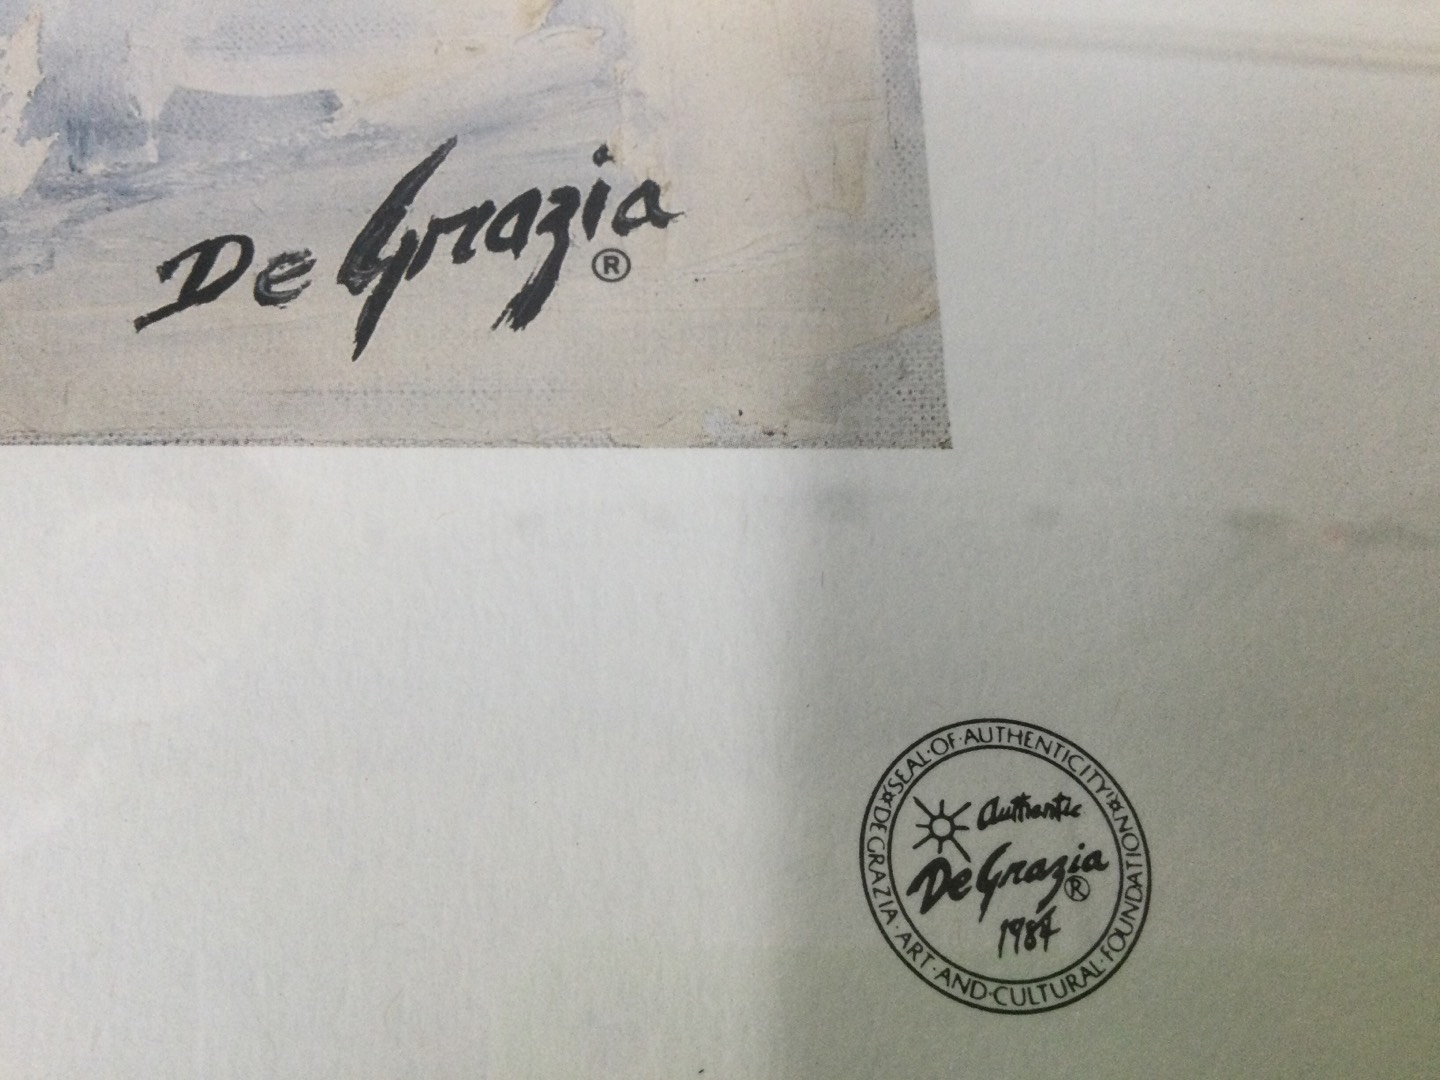 De Grazia
®
SEAL·OF·AUTHENTICITY
DE GRAZIA·ART·AND·CULTURAL·FOUNDATION
Authentic
De Grazia
®
1984